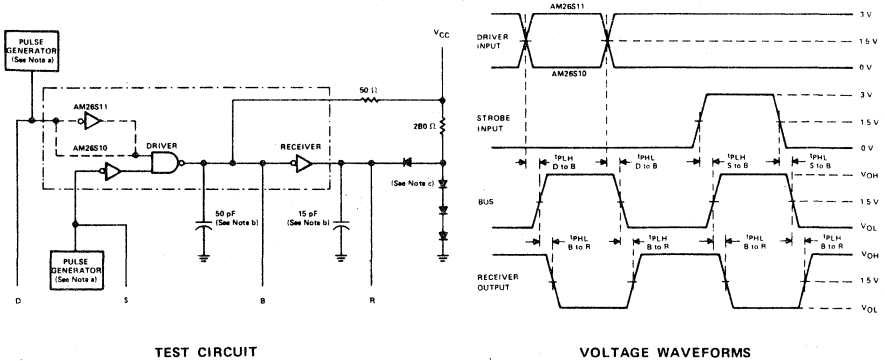 PULSE
GENERATOR
(See Note a)
AM26S11
AM26S10
DRIVER
RECEIVER
VCC
50 Ω
280 Ω
(See Note c)
50 pF
(See Note b)
15 pF
(See Note b)
PULSE
GENERATOR
(See Note a)
D
S
B
R
TEST CIRCUIT
AM26S11
DRIVER
INPUT
AM26S10
3 V
1 5 V
0 V
STROBE
INPUT
3 V
1.5 V
0 V
tPLH
D to B
tPHL
D to B
tPLH
S to B
tPHL
S to B
BUS
VOH
1 5 V
VOL
tPHL
B to R
tPLH
B to R
tPHL
B to R
tPLH
B to R
RECEIVER
OUTPUT
VOH
1 5 V
VOL
VOLTAGE WAVEFORMS